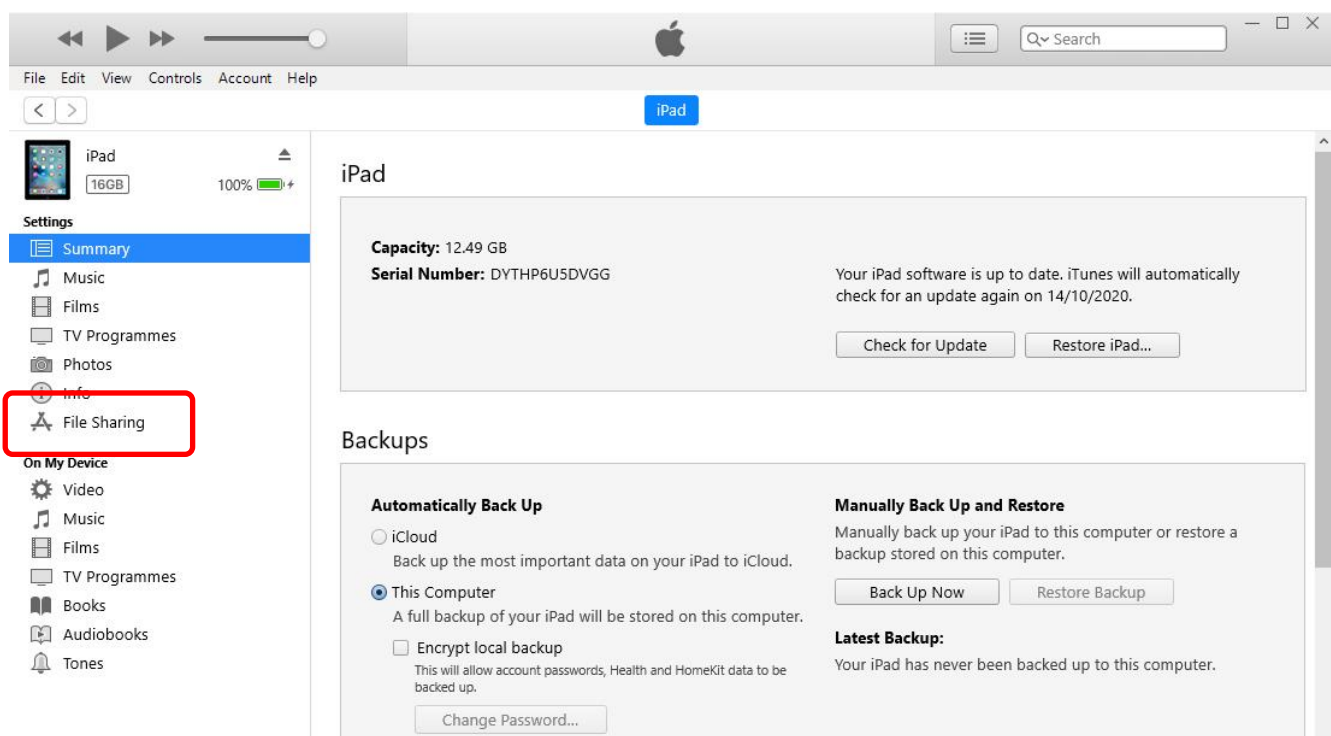 Search
File Edit View Controls Account Help
iPad
iPad
16GB 100%
Settings
Summary
Music
Films
TV Programmes
Photos
Info
File Sharing
On My Device
Video
Music
Films
TV Programmes
Books
Audiobooks
Tones
iPad
Capacity: 12.49 GB
Serial Number: DYTHP6U5DVGG
Your iPad software is up to date. iTunes will automatically
check for an update again on 14/10/2020.
Check for Update Restore iPad...
Backups
Automatically Back Up
iCloud
Back up the most important data on your iPad to iCloud.
This Computer
A full backup of your iPad will be stored on this computer.
Encrypt local backup
This will allow account passwords, Health and HomeKit data to be
backed up.
Change Password...
Manually Back Up and Restore
Manually back up your iPad to this computer or restore a
backup stored on this computer.
Back Up Now Restore Backup
Latest Backup:
Your iPad has never been backed up to this computer.